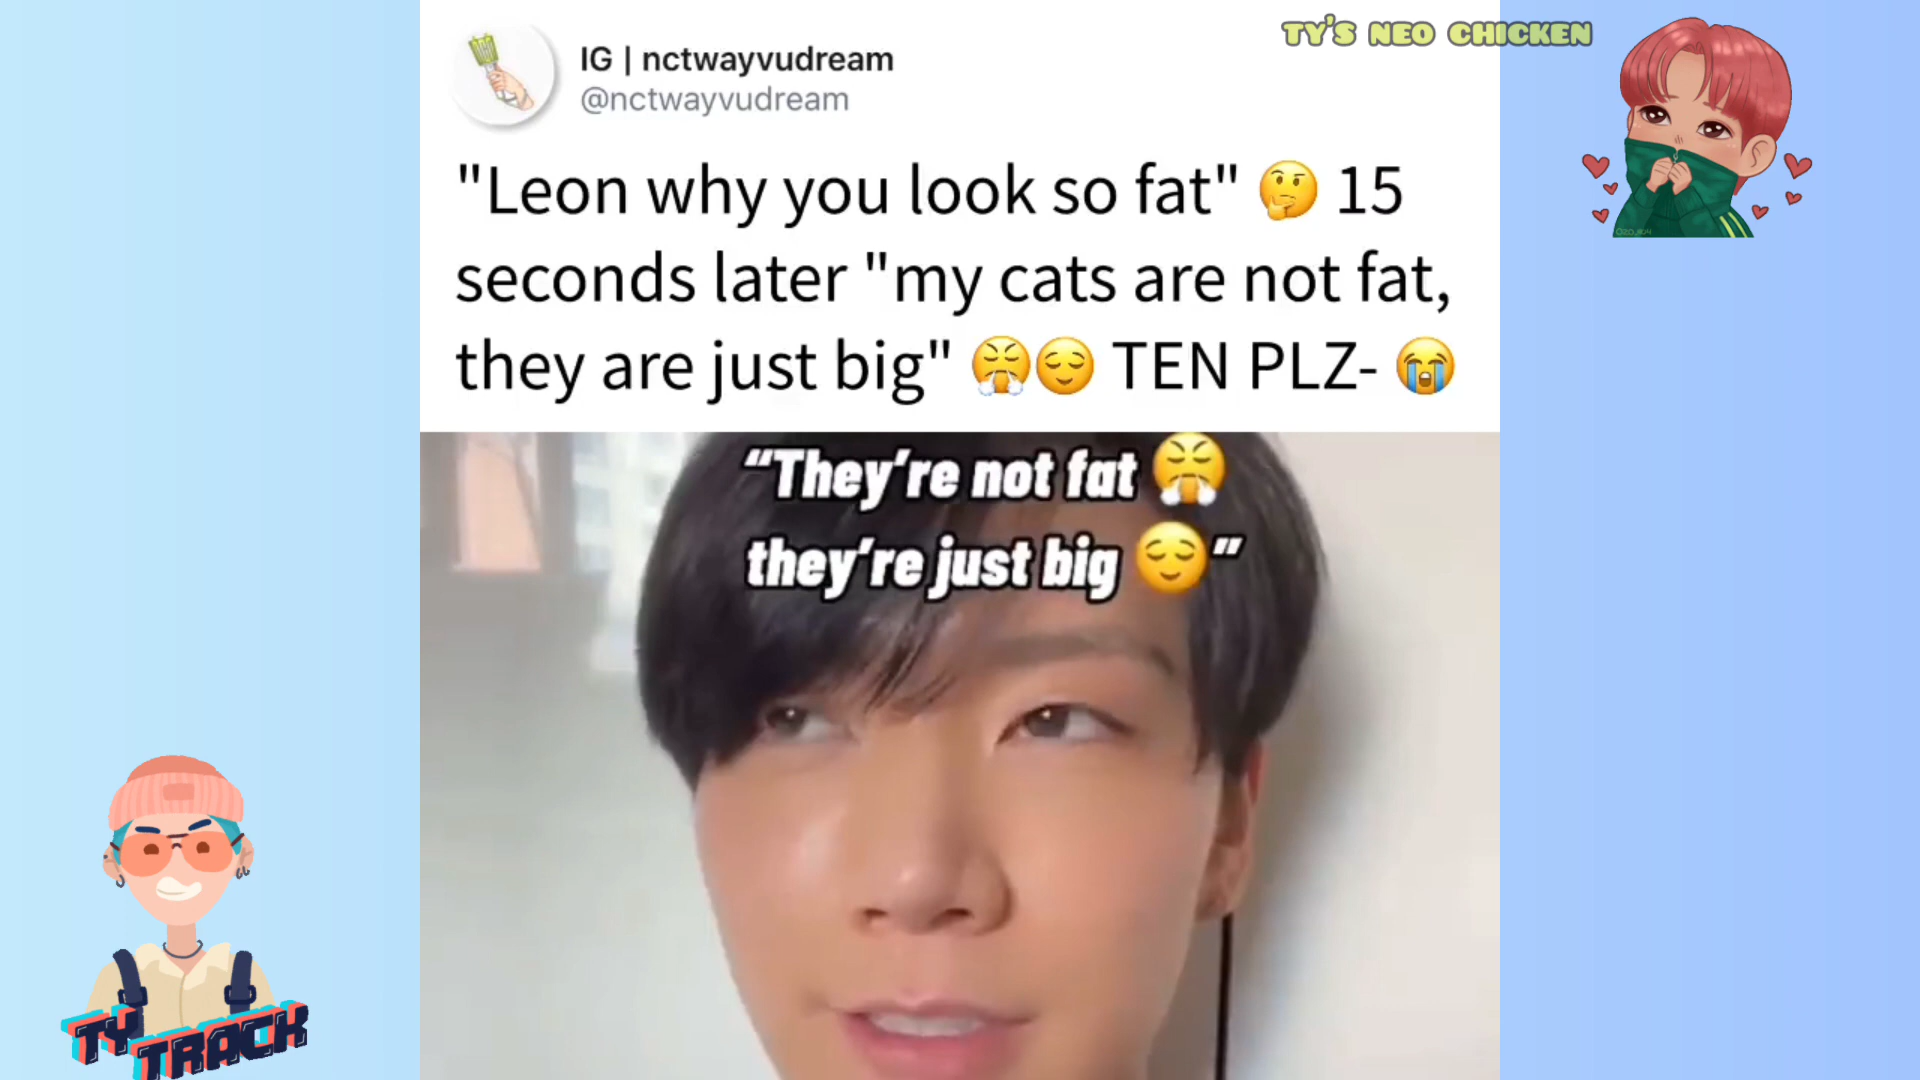 TY'S NEO CHICKEN
IG | nctwayvudream
@nctwayvudream
"Leon why you look so fat" 🤔 15
seconds later "my cats are not fat,
they are just big" 😤😌 TEN PLZ- 😭
“They’re not fat 😤
they’re just big 😌”
TY
TRACK